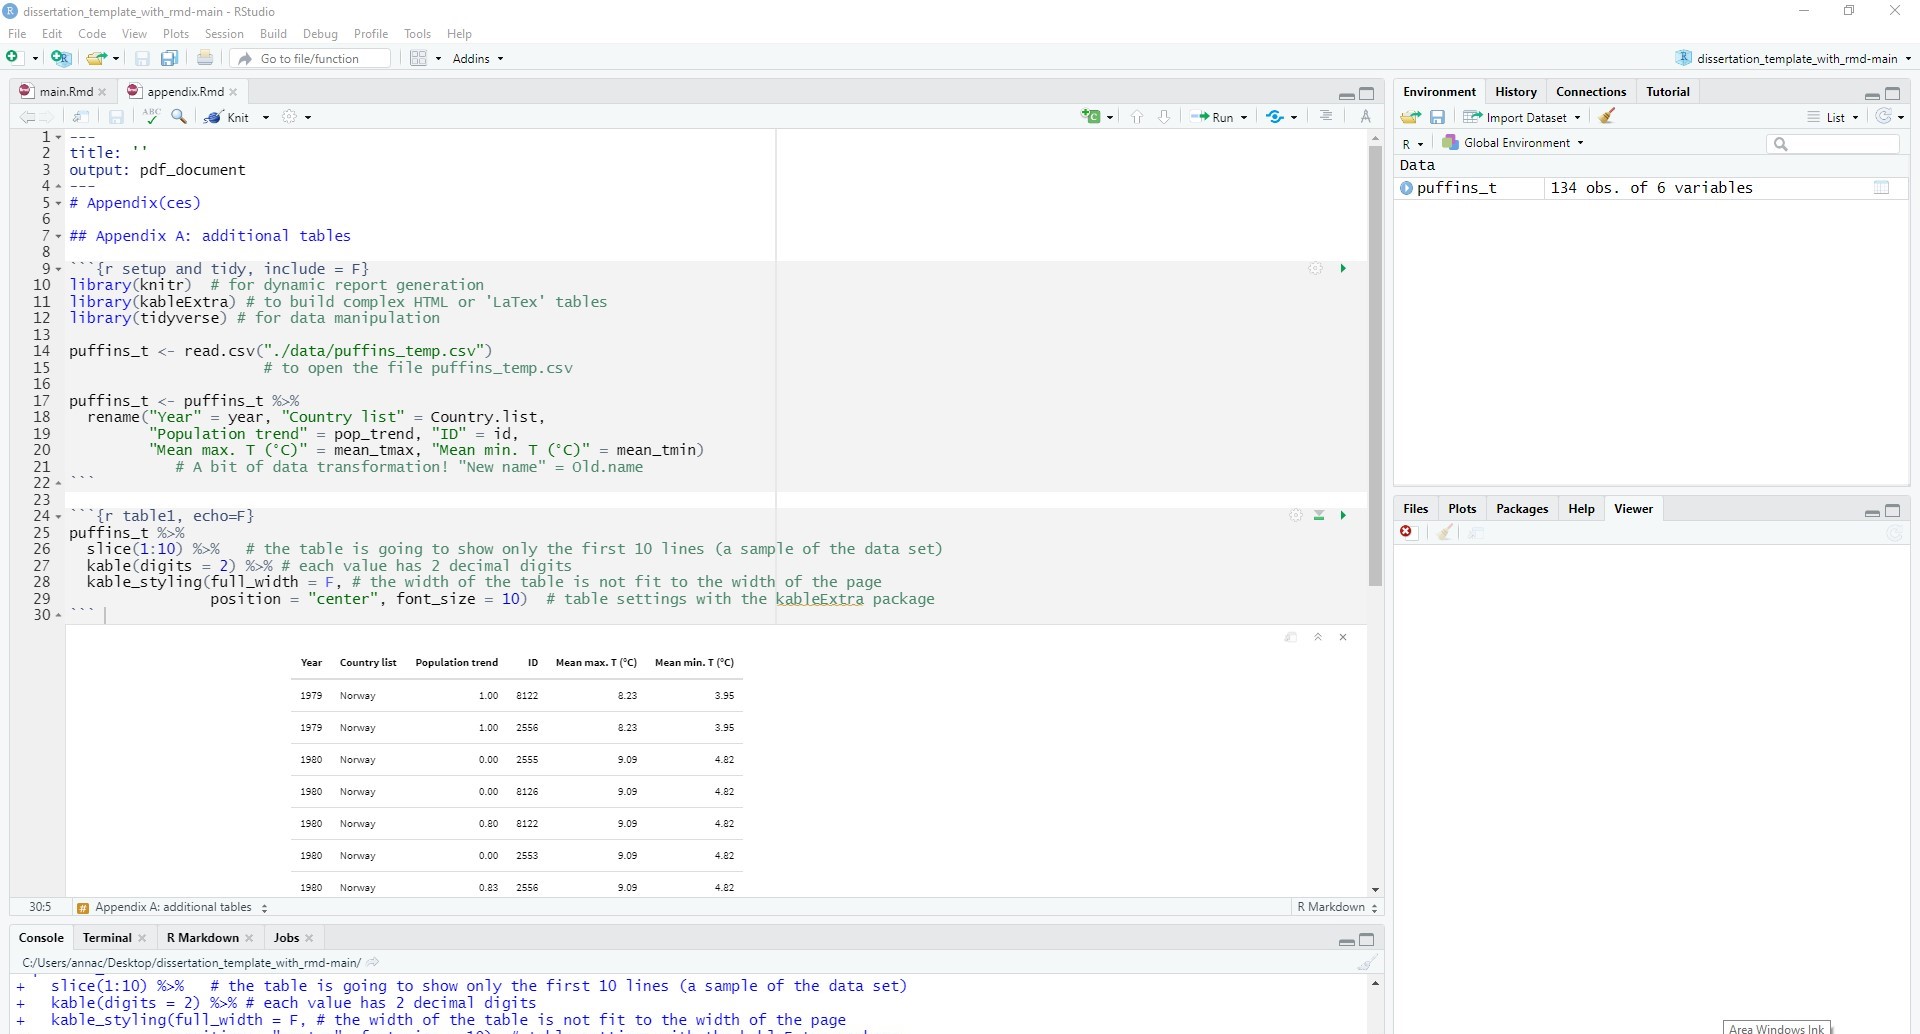 dissertation_template_with_rmd-main - RStudio
File Edit Code View Plots Session Build Debug Profile Tools Help
Go to file/function Addins dissertation_template_with_rmd-main
main.Rmd appendix.Rmd
ABC Knit Run
1 ---
2 title: ''
3 output: pdf_document
4 ---
5 # Appendix(ces)
6
7 ## Appendix A: additional tables
8
9 ```{r setup and tidy, include = F}
10 library(knitr) # for dynamic report generation
11 library(kableExtra) # to build complex HTML or 'LaTex' tables
12 library(tidyverse) # for data manipulation
13
14 puffins_t <- read.csv("./data/puffins_temp.csv")
15 # to open the file puffins_temp.csv
16
17 puffins_t <- puffins_t %>%
18 rename("Year" = year, "Country list" = Country.list,
19 "Population trend" = pop_trend, "ID" = id,
20 "Mean max. T (°C)" = mean_tmax, "Mean min. T (°C)" = mean_tmin)
21 # A bit of data transformation! "New name" = Old.name
22 ```
23
24 ```{r table1, echo=F}
25 puffins_t %>%
26 slice(1:10) %>% # the table is going to show only the first 10 lines (a sample of the data set)
27 kable(digits = 2) %>% # each value has 2 decimal digits
28 kable_styling(full_width = F, # the width of the table is not fit to the width of the page
29 position = "center", font_size = 10) # table settings with the kableExtra package
30 ```
Year Country list Population trend ID Mean max. T (°C) Mean min. T (°C)
1979 Norway 1.00 8122 8.23 3.95
1979 Norway 1.00 2556 8.23 3.95
1980 Norway 0.00 2555 9.09 4.82
1980 Norway 0.00 8126 9.09 4.82
1980 Norway 0.80 8122 9.09 4.82
1980 Norway 0.00 2553 9.09 4.82
1980 Norway 0.83 2556 9.09 4.82
30:5 Appendix A: additional tables R Markdown
Console Terminal R Markdown Jobs
C:/Users/annac/Desktop/dissertation_template_with_rmd-main/
+ slice(1:10) %>% # the table is going to show only the first 10 lines (a sample of the data set)
+ kable(digits = 2) %>% # each value has 2 decimal digits
+ kable_styling(full_width = F, # the width of the table is not fit to the width of the page
Environment History Connections Tutorial
Import Dataset List
R Global Environment
Data
puffins_t 134 obs. of 6 variables
Files Plots Packages Help Viewer
Area Windows Ink